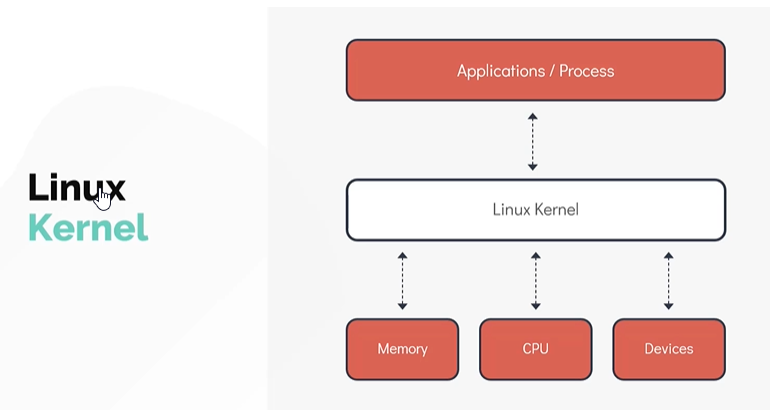 Linux
Kernel
Applications / Process
Linux Kernel
Memory
CPU
Devices